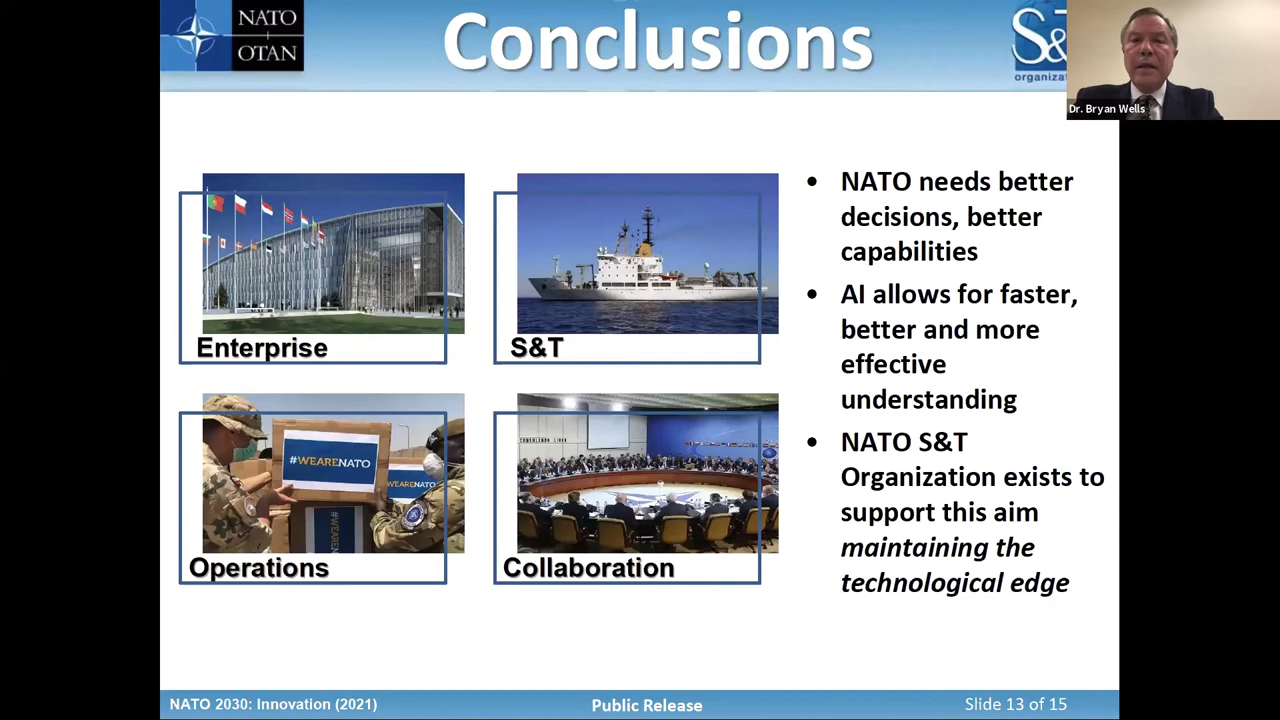 NATO
OTAN
Conclusions
S&
organizat
Dr. Bryan Wells
Enterprise
S&T
#WEARENATO
WEARENATO
#WEAREN
Operations
Collaboration
• NATO needs better
decisions, better
capabilities
• AI allows for faster,
better and more
effective
understanding
• NATO S&T
Organization exists to
support this aim
maintaining the
technological edge
NATO 2030: Innovation (2021)
Public Release
Slide 13 of 15